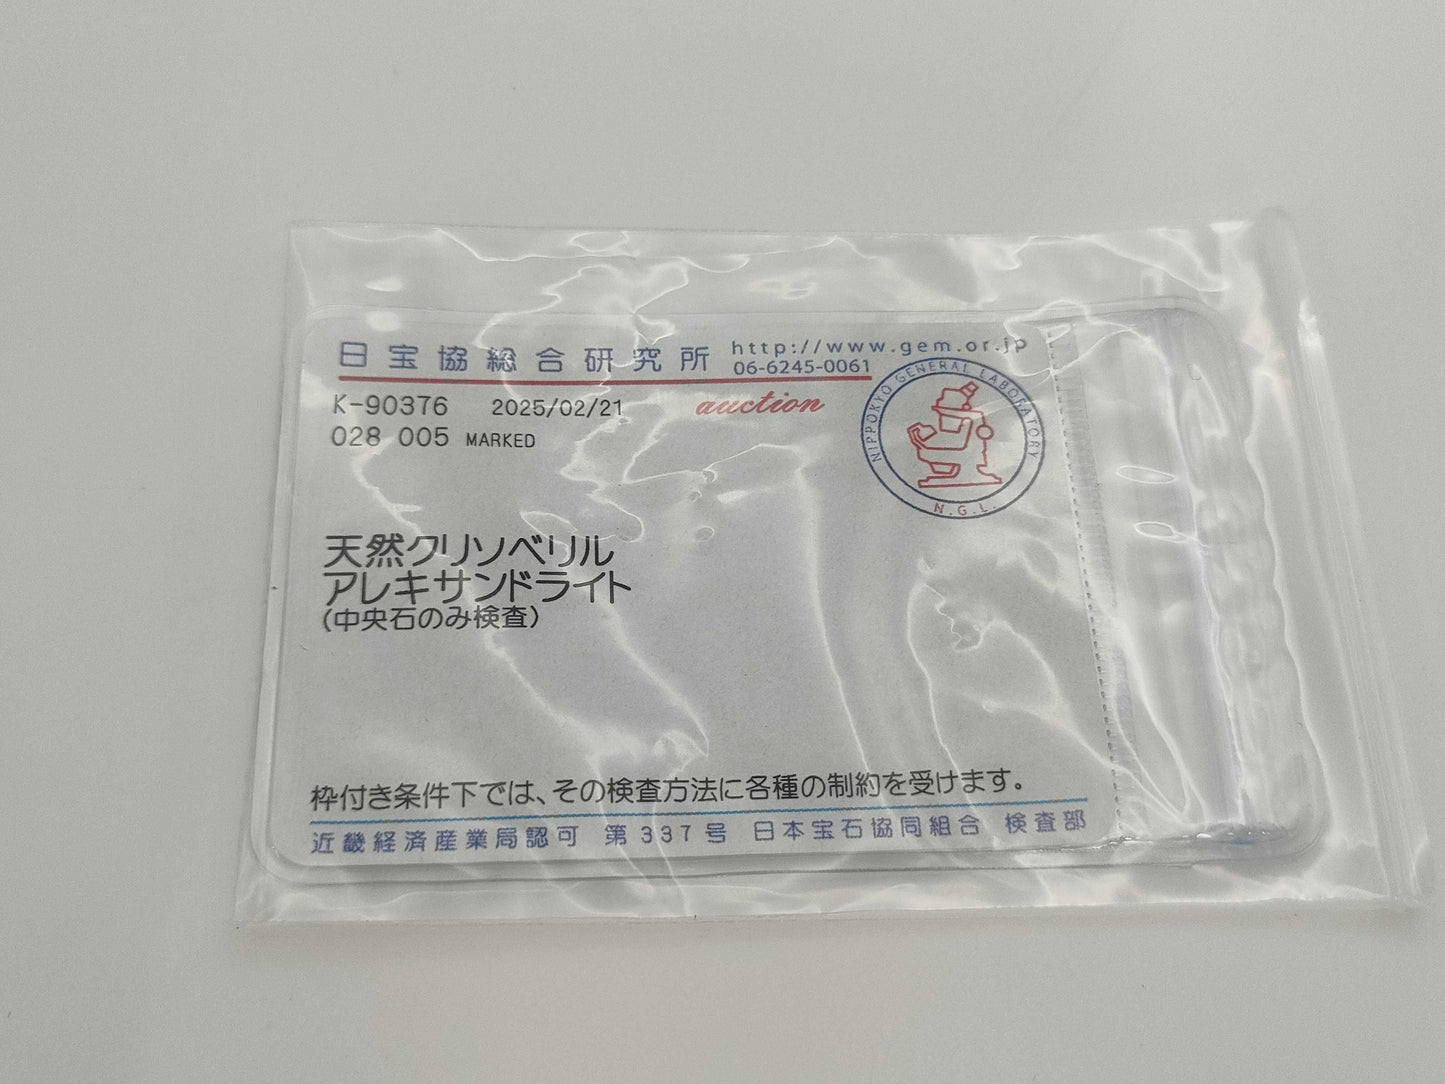 日宝協総合研究所 http://www.gem.or.jp
06-6245-0061
K-90376 2025/02/21 auction
028 005 MARKED
NIPPOKYO GENERAL LABORATORY
N.G.L.
天然クリソベリル
アレキサンドライト
(中央石のみ検査)
枠付き条件下では、その検査方法に各種の制約を受けます。
近畿経済産業局認可 第337号 日本宝石協同組合 検査部